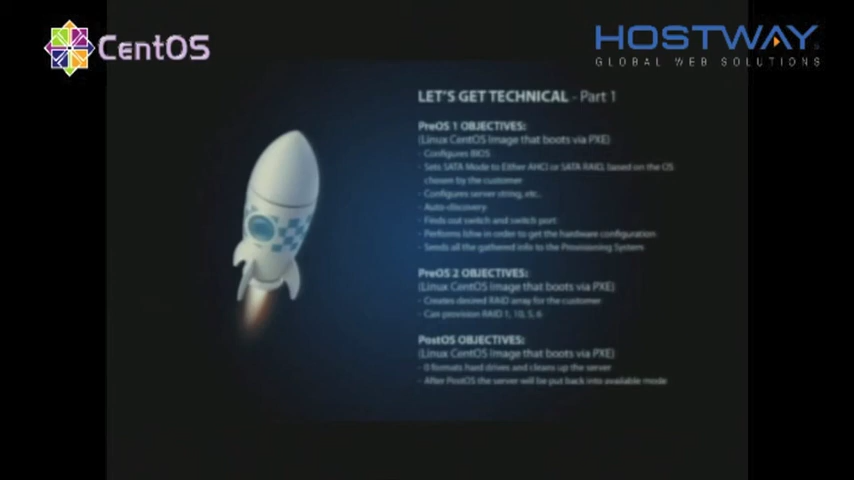 CentOS
HOSTWAY
GLOBAL WEB SOLUTIONS
LET'S GET TECHNICAL - Part 1
PreOS 1 OBJECTIVES:
(Linux CentOS image that boots via PXE)
- Configures BIOS
- Sets SATA Mode to Either AHCI or SATA RAID, based on the OS
chosen by the customer
- Configures server string, etc..
- Auto-discovery
- Finds out switch and switch port
- Performs lshw in order to get the hardware configuration
- Sends all the gathered info to the Provisioning System
PreOS 2 OBJECTIVES:
(Linux CentOS image that boots via PXE)
- Creates desired RAID array for the customer
- Can provision RAID 1, 10, 5, 6
PostOS OBJECTIVES:
(Linux CentOS image that boots via PXE)
- 0 formats hard drives and cleans up the server
- After PostOS the server will be put back into available mode